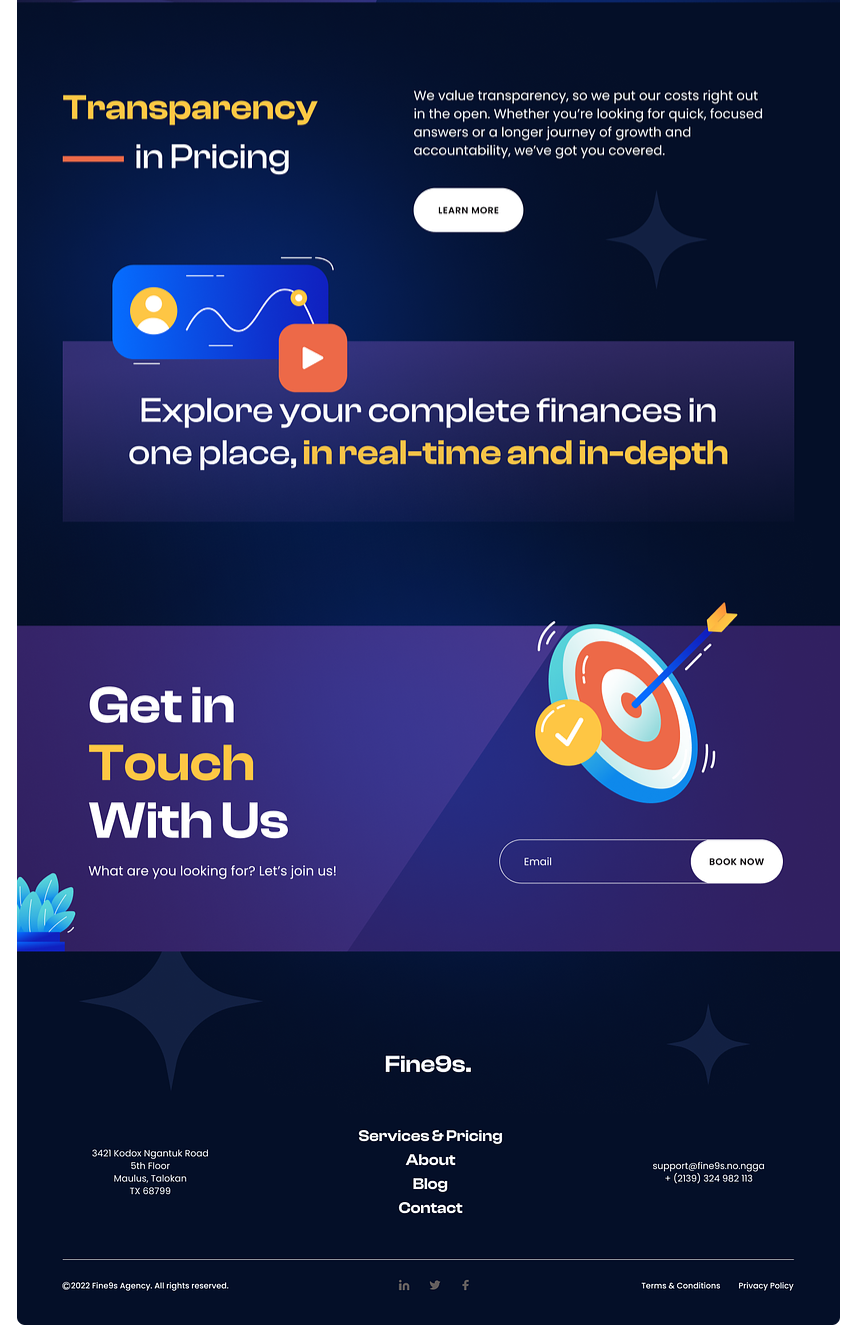 Transparency
in Pricing
We value transparency, so we put our costs right out
in the open. Whether you’re looking for quick, focused
answers or a longer journey of growth and
accountability, we’ve got you covered.
LEARN MORE
Explore your complete finances in
one place, in real-time and in-depth
Get in
Touch
With Us
What are you looking for? Let’s join us!
Email
BOOK NOW
Fine9s.
3421 Kodox Ngantuk Road
5th Floor
Maulus, Talokan
TX 68799
Services & Pricing
About
Blog
Contact
support@fine9s.no.ngga
+ (2139) 324 982 113
©2022 Fine9s Agency. All rights reserved.
Terms & Conditions
Privacy Policy